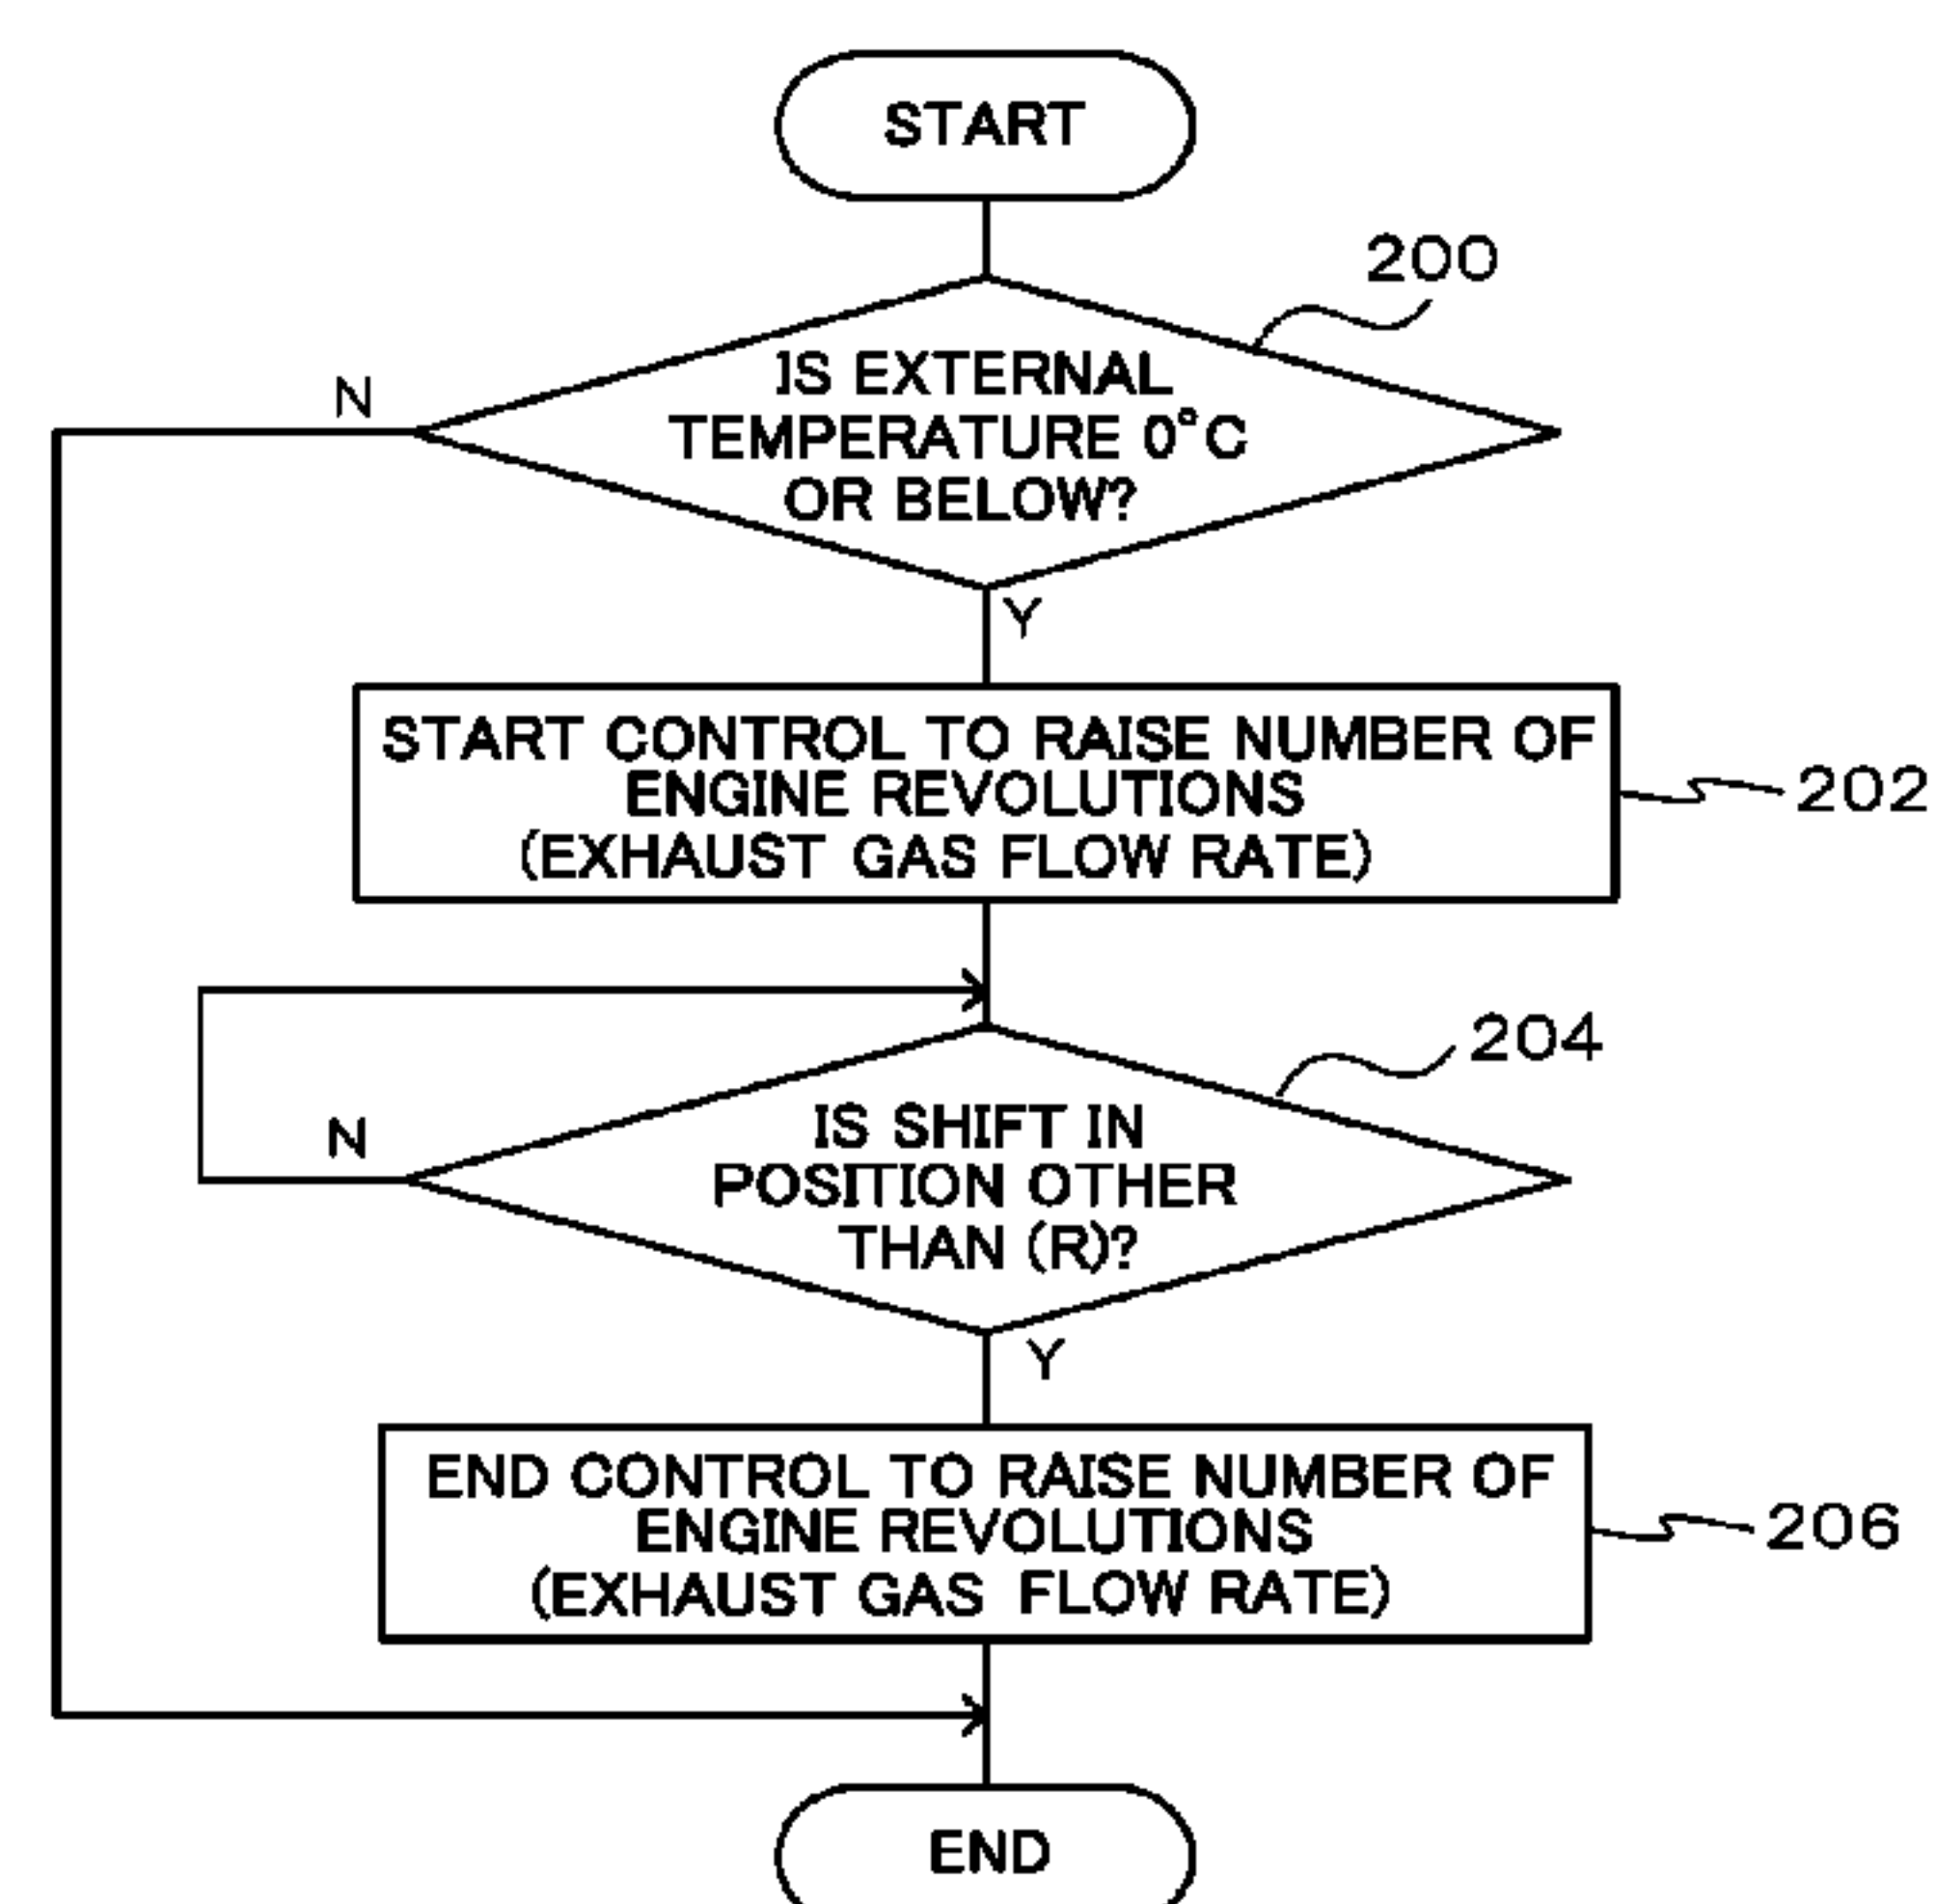 START
200
N
IS EXTERNAL
TEMPERATURE 0°C
OR BELOW?
Y
START CONTROL TO RAISE NUMBER OF
ENGINE REVOLUTIONS
(EXHAUST GAS FLOW RATE)
202
204
N
IS SHIFT IN
POSITION OTHER
THAN (R)?
Y
END CONTROL TO RAISE NUMBER OF
ENGINE REVOLUTIONS
(EXHAUST GAS FLOW RATE)
206
END